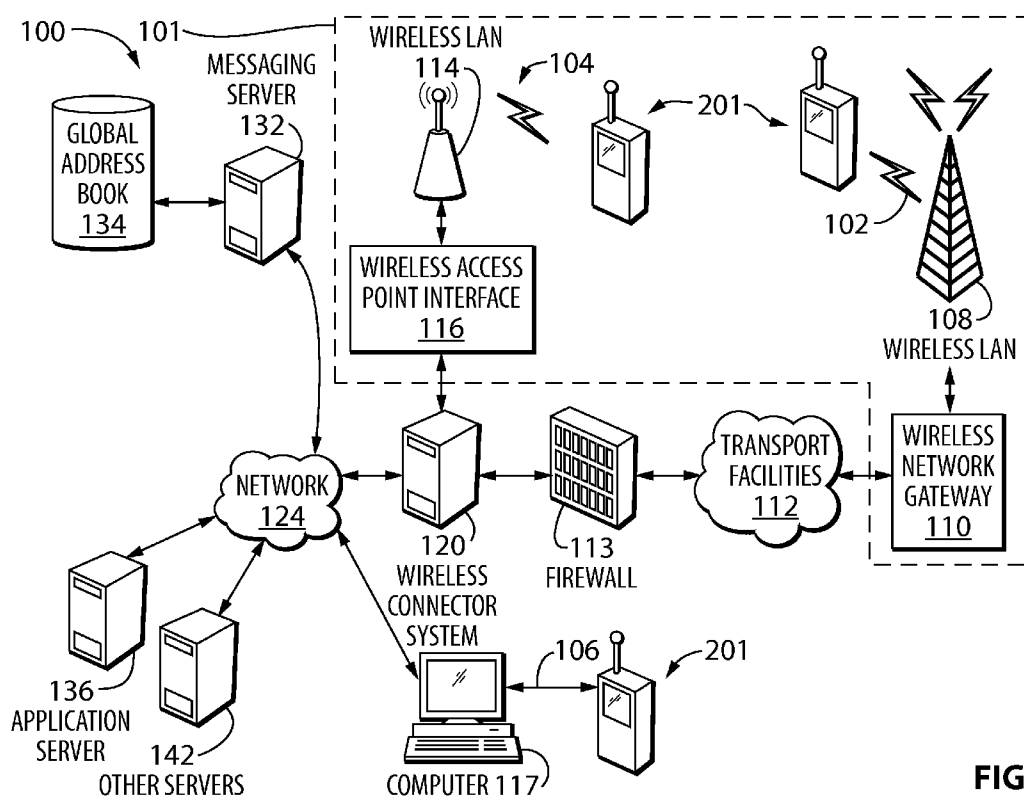 100
101
WIRELESS LAN
114
104
MESSAGING
SERVER
132
201
GLOBAL
ADDRESS
BOOK
134
102
WIRELESS ACCESS
POINT INTERFACE
116
108
WIRELESS LAN
NETWORK
124
TRANSPORT
FACILITIES
112
WIRELESS
NETWORK
GATEWAY
110
120
WIRELESS
CONNECTOR
SYSTEM
113
FIREWALL
106
201
136
APPLICATION
SERVER
142
OTHER SERVERS
COMPUTER 117
FIG